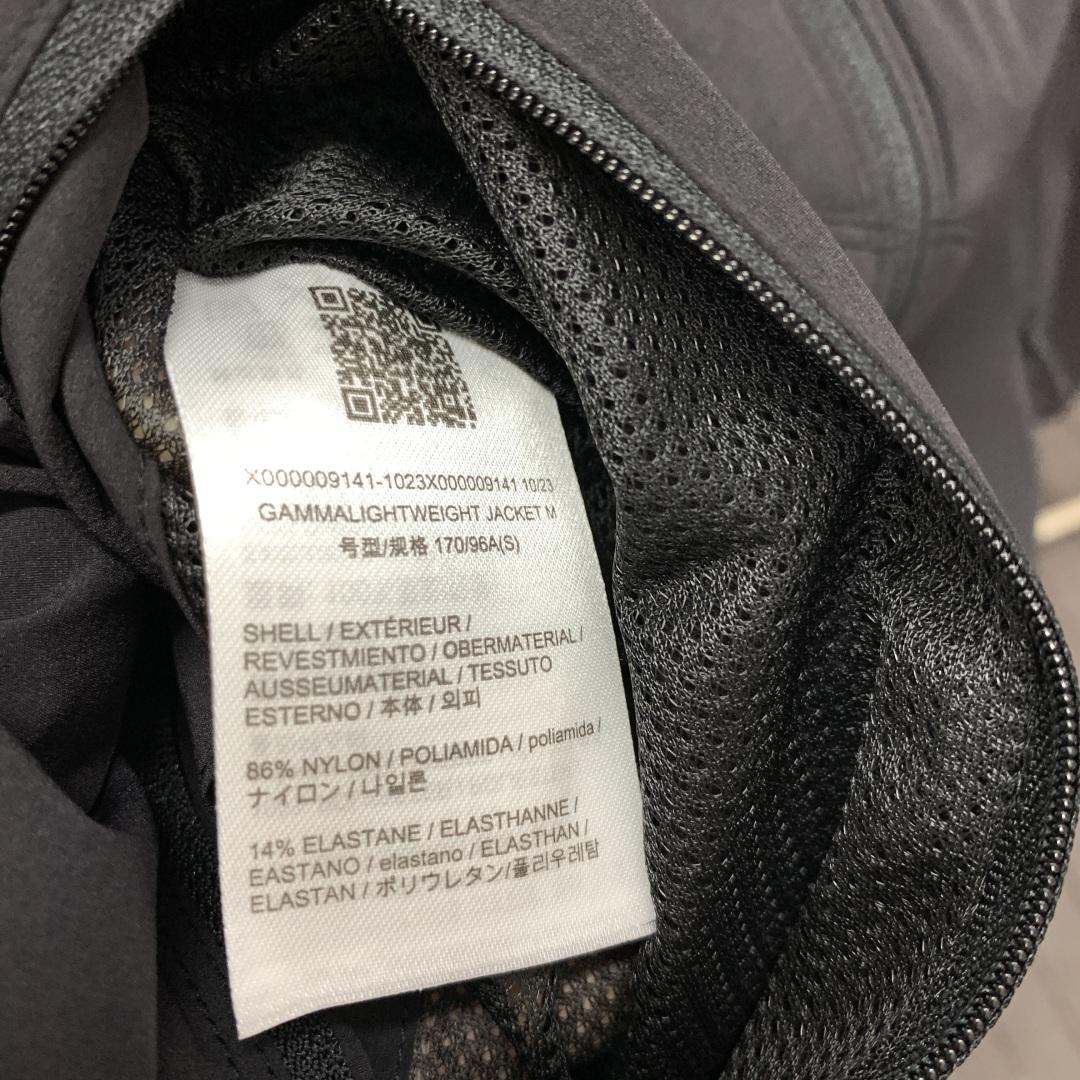 X000009141-1023X000009141 10/23
GAMMALIGHTWEIGHT JACKET M
号型/规格 170/96A(S)
SHELL / EXTÉRIEUR /
REVESTMIENTO / OBERMATERIAL /
AUSSEUMATERIAL / TESSUTO
ESTERNO / 本体 / 외피
86% NYLON / POLIAMIDA / poliamida /
ナイロン / 나일론
14% ELASTANE / ELASTHANNE /
EASTANO / elastano / ELASTHAN /
ELASTAN / ポリウレタン/폴리우레탐